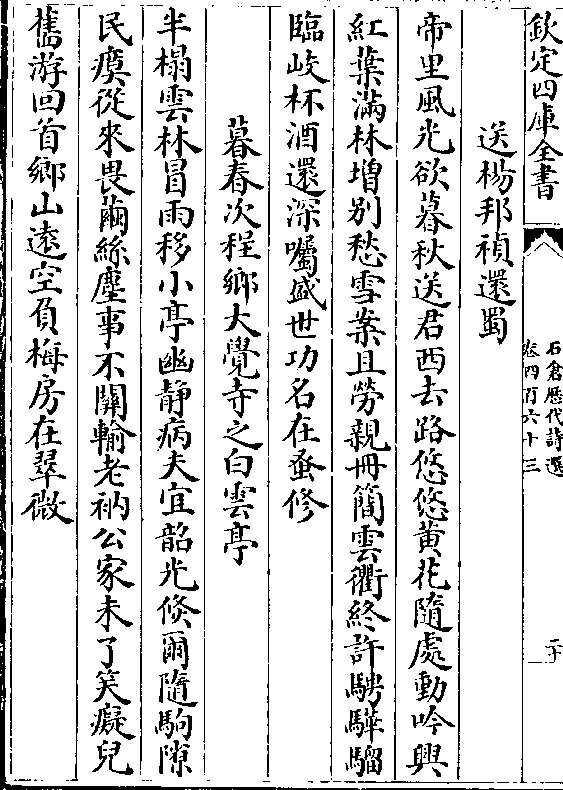 欽定四庫全書
石倉歷代詩選
卷四百六十三
送楊邦禎還蜀
帝里風光欲暮秋送君西去路悠悠黄花隨處動吟興
紅葉滿林增別愁雪案且勞親冊簡雲衢終許騁驊騮
臨岐杯酒還深囑盛世功名在蚤修
暮春次程鄉大覺寺之白雲亭
半榻雲林冒雨移小亭幽静病夫宜韶光倐爾隨駒隙
民瘼從來畏繭絲塵事不關輸老衲公家未了笑癡兒
舊游回首鄉山遠空負梅房在翠微